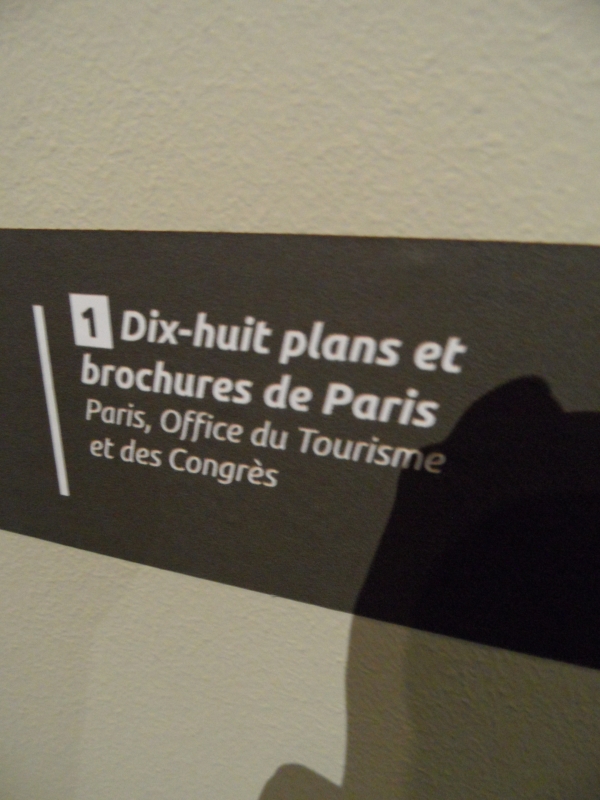 1 Dix-huit plans et
brochures de Paris
Paris, Office du Tourisme
et des Congrès